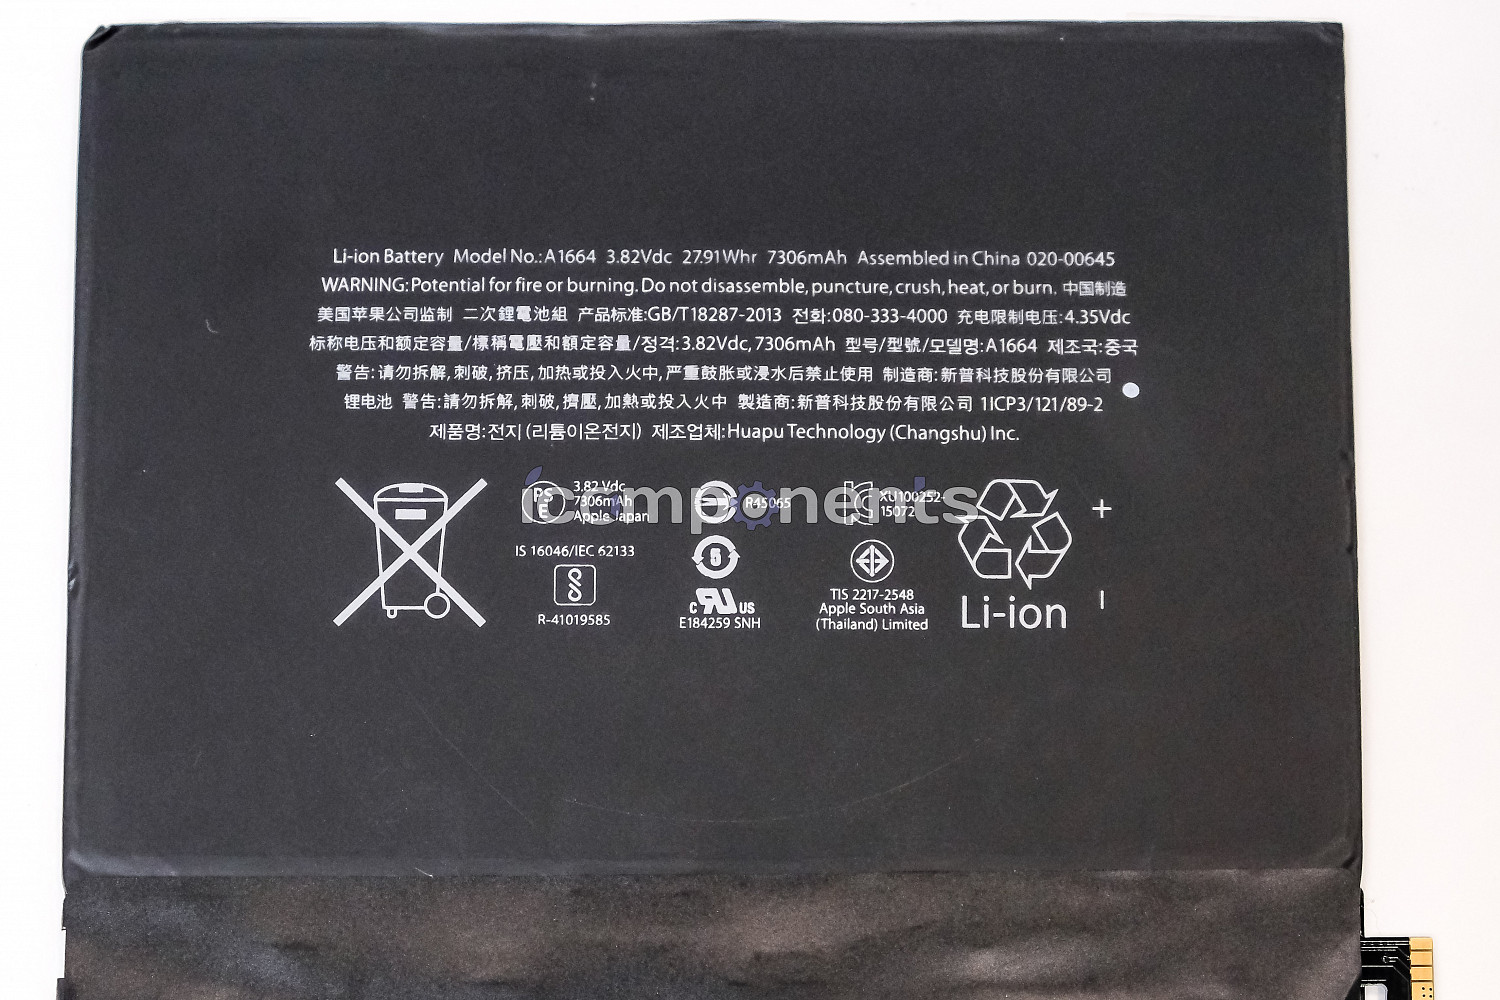 Li-ion Battery Model No.:A1664 3.82Vdc 27.91Whr 7306mAh Assembled in China 020-00645
WARNING: Potential for fire or burning. Do not disassemble, puncture, crush, heat, or burn. 中国制造
美国苹果公司监制 二次鋰電池組 产品标准:GB/T18287-2013 전화:080-333-4000 充电限制电压:4.35Vdc
标称电压和额定容量/標稱電壓和額定容量/정격:3.82Vdc, 7306mAh 型号/型號/모델명:A1664 제조국:중국
警告:请勿拆解,刺破,挤压,加热或投入火中,严重鼓胀或浸水后禁止使用 制造商:新普科技股份有限公司
锂电池 警告:請勿拆解,刺破,擠壓,加熱或投入火中 製造商:新普科技股份有限公司 1ICP3/121/89-2
제품명:전지 (리튬이온전지) 제조업체:Huapu Technology (Changshu) Inc.
PS E
3.82 Vdc
7306mAh
Apple Japan
R45065
XU100252-
15072
icomponents
IS 16046/IEC 62133
R-41019585
5
C US
E184259 SNH
TIS 2217-2548
Apple South Asia
(Thailand) Limited
Li-ion
+